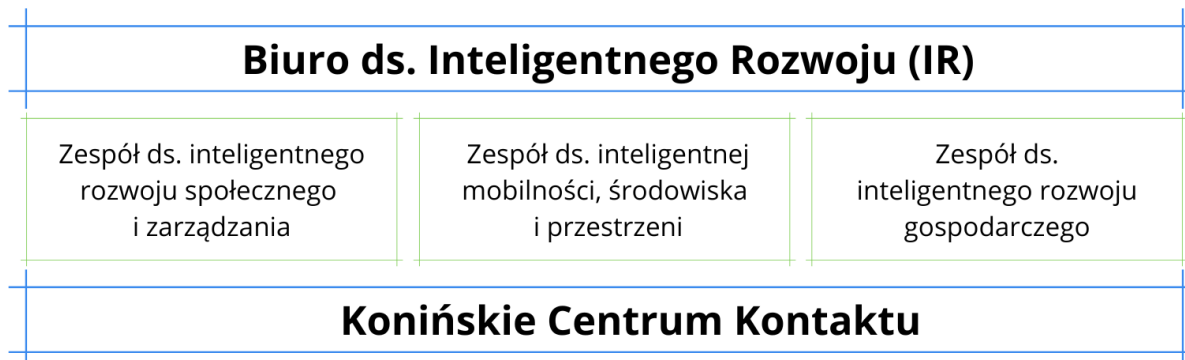 Biuro ds. Inteligentnego Rozwoju (IR)
Zespół ds. inteligentnego
rozwoju społecznego
i zarządzania
Zespół ds. inteligentnej
mobilności, środowiska
i przestrzeni
Zespół ds.
inteligentnego rozwoju
gospodarczego
Konińskie Centrum Kontaktu